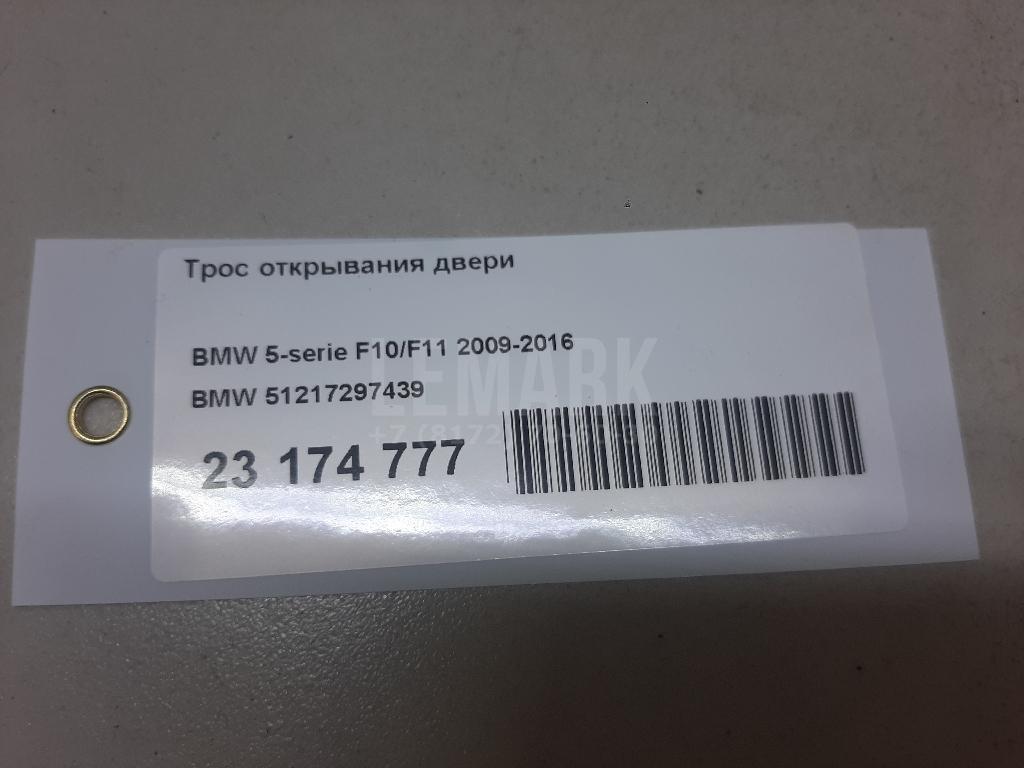 Трос открывания двери
BMW 5-serie F10/F11 2009-2016
BMW 51217297439
LEMARK
23 174 777